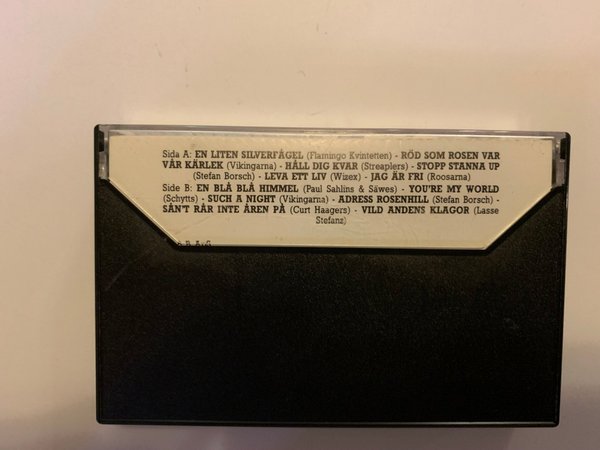 Sida A: EN LITEN SILVERFÅGEL (Flamingo Kvintetten) - RÖD SOM ROSEN VAR
VÅR KÄRLEK (Vikingarna) - HÅLL DIG KVAR (Streaplers) - STOPP STANNA UPP
(Stefan Borsch) - LEVA ETT LIV (Wizex) - JAG ÄR FRI (Roosarna)
Sida B: EN BLÅ BLÅ HIMMEL (Paul Sahlins & Säwes) - YOU'RE MY WORLD
(Schytts) - SUCH A NIGHT (Vikingarna) - ADRESS ROSENHILL (Stefan Borsch) -
SÅN'T RÅR INTE ÅREN PÅ (Curt Haagers) - VILD ANDENS KLAGOR (Lasse
Stefanz)